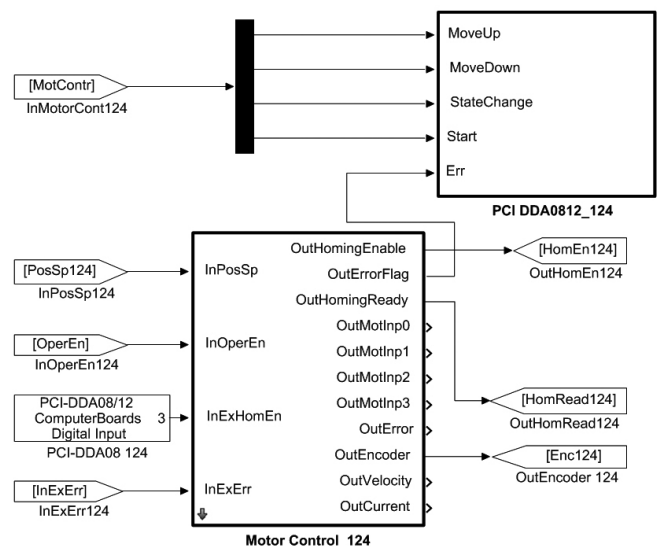 MoveUp
[MotContr]
MoveDown
InMotorCont124
StateChange
Start
Err
PCI DDA0812_124
OutHomingEnable
[HomEn124]
[PosSp124]
InPosSp
OutErrorFlag
OutHomEn124
InPosSp124
OutHomingReady
OutMotInp0
[OperEn]
InOperEn
OutMotInp1
InOperEn124
OutMotInp2
PCI-DDA08/12
OutMotInp3
[HomRead124]
ComputerBoards 3
InExHomEn
OutHomRead124
Digital Input
OutError
PCI-DDA08 124
OutEncoder
[Enc124]
[InExErr]
InExErr
OutVelocity
OutEncoder 124
InExErr124
OutCurrent
Motor Control 124